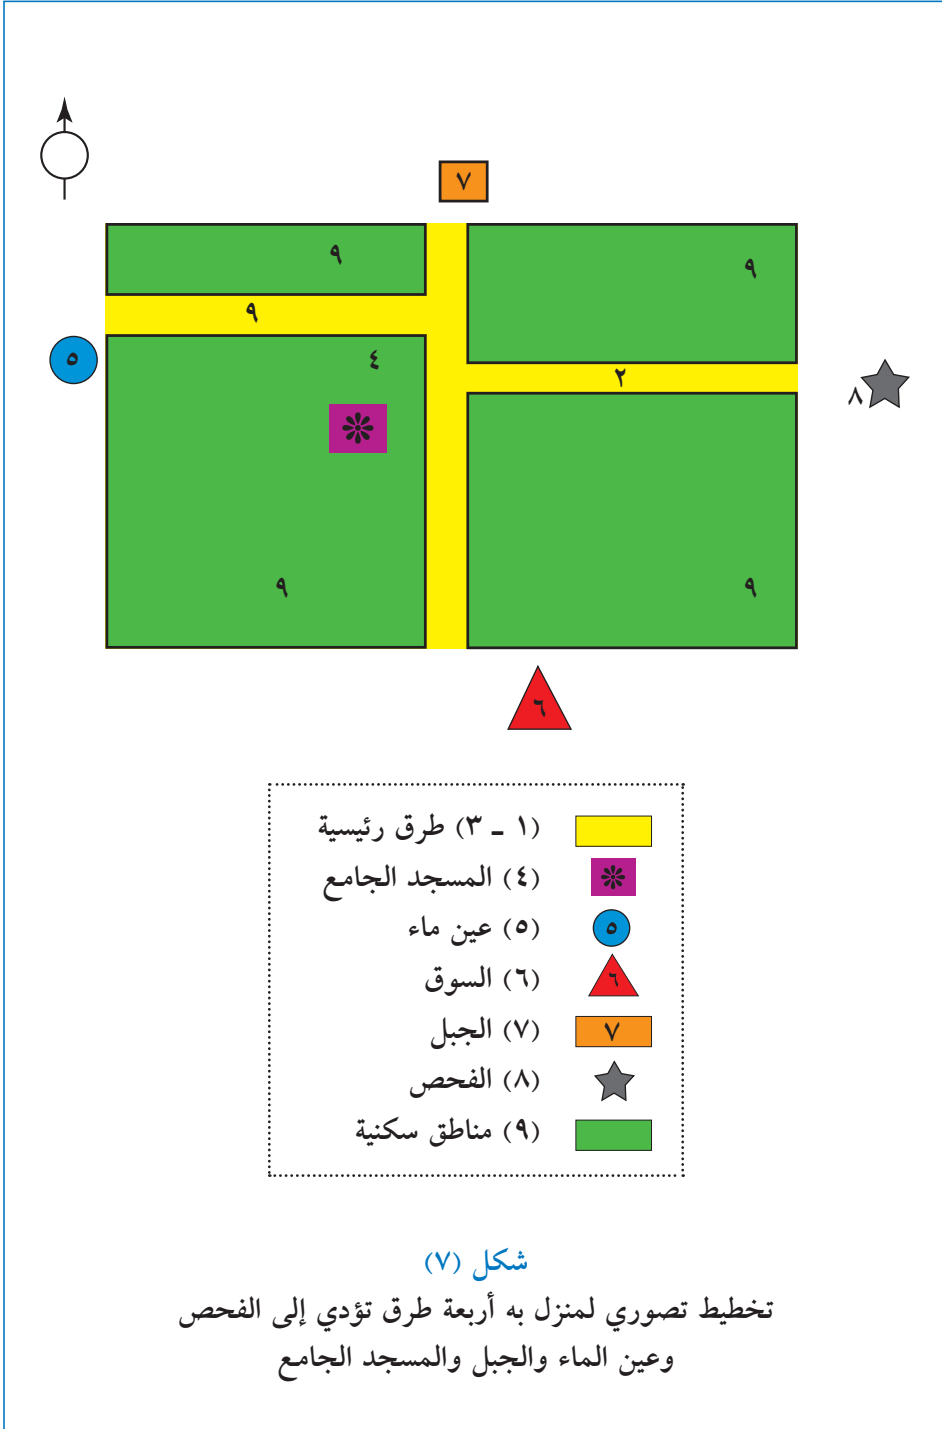 ٧
٩
٩
٩
٥
٤
٢
٨
٩
٩
٦
(١ - ٣) طرق رئيسية
(٤) المسجد الجامع
٥ (٥) عين ماء
٦ (٦) السوق
٧ (٧) الجبل
(٨) الفحص
(٩) مناطق سكنية
شكل (٧)
تخطيط تصوري لمنزل به أربعة طرق تؤدي إلى الفحص
وعين الماء والجبل والمسجد الجامع